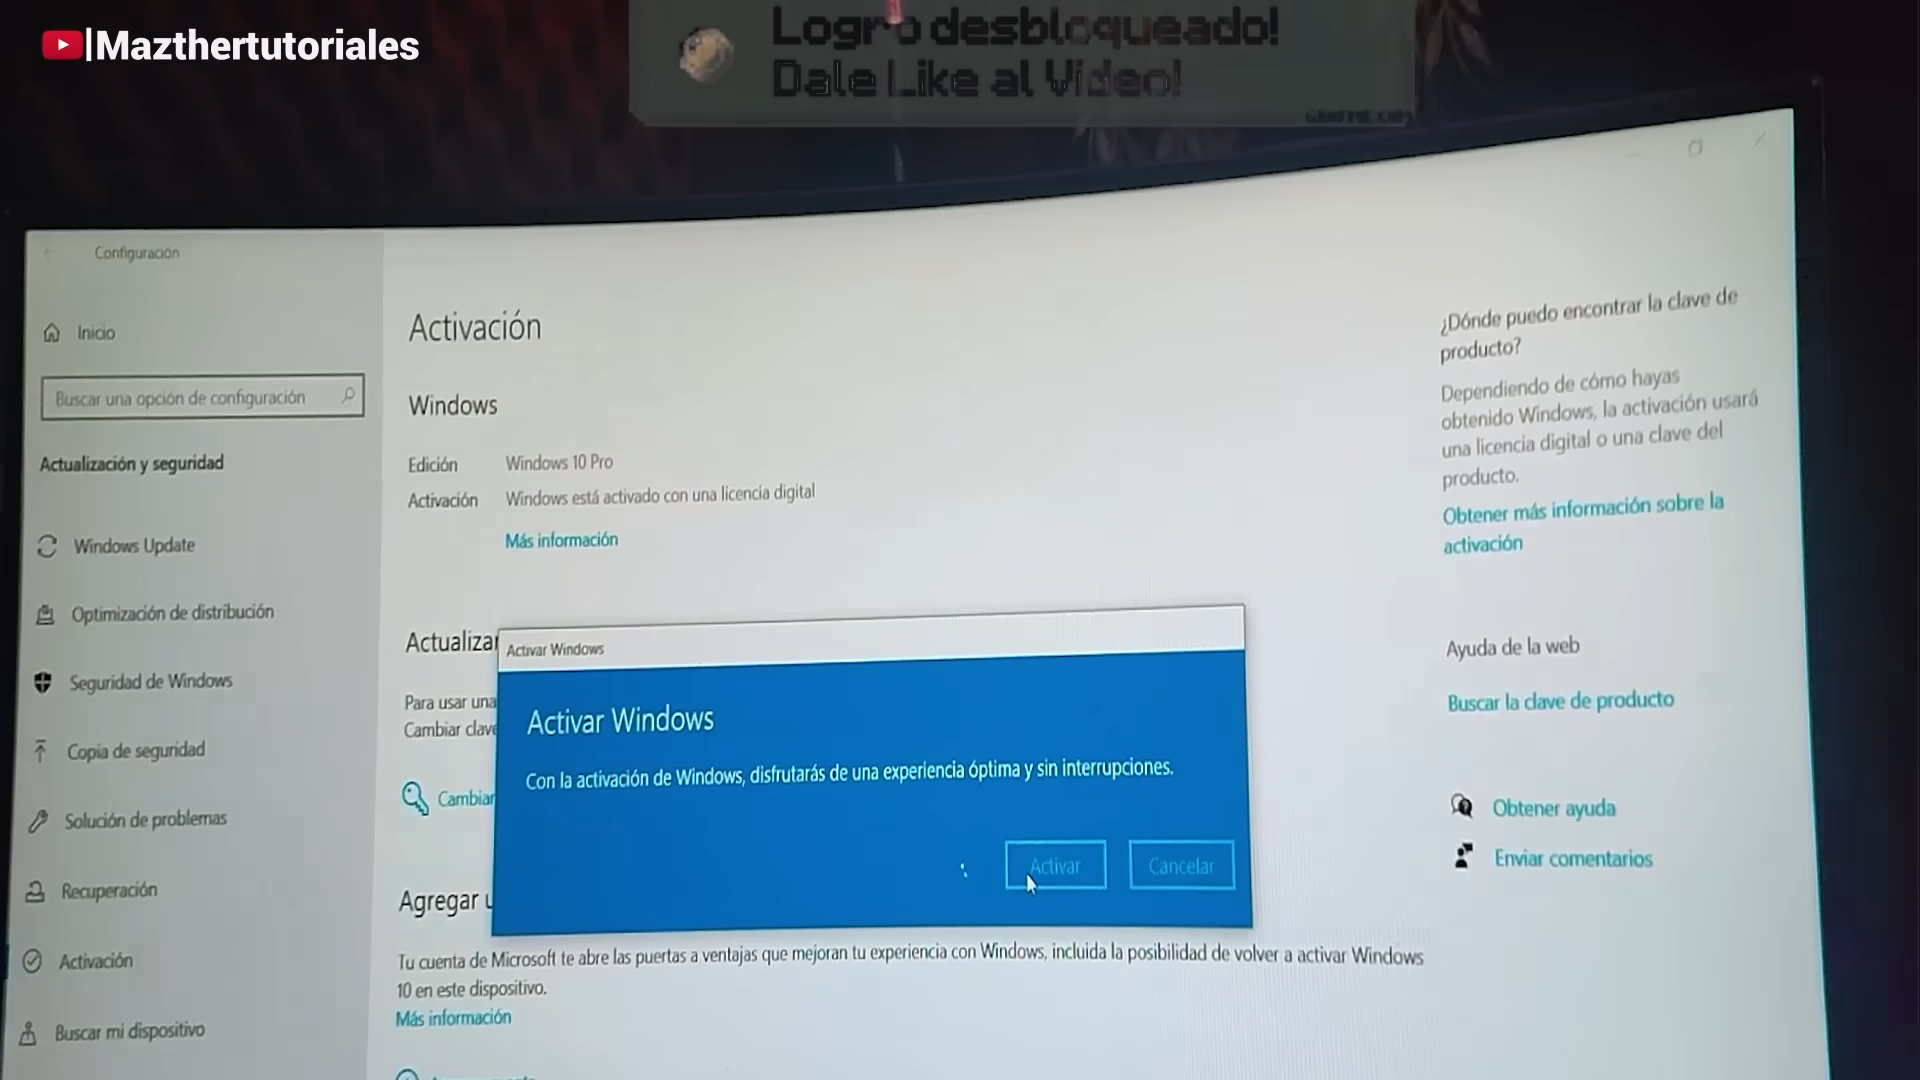 |Mazthertutoriales
Logro desbloqueado!
Dale Like al Video!
Configuración
Inicio
Buscar una opción de configuración
Actualización y seguridad
Windows Update
Optimización de distribución
Seguridad de Windows
Copia de seguridad
Solución de problemas
Recuperación
Activación
Buscar mi dispositivo
Activación
Windows
Edición Windows 10 Pro
Activación Windows está activado con una licencia digital
Más información
Actualizar
Para usar una
Cambiar clave
Cambiar
Activar Windows
Activar Windows
Con la activación de Windows, disfrutarás de una experiencia óptima y sin interrupciones.
Activar Cancelar
Agregar u
Tu cuenta de Microsoft te abre las puertas a ventajas que mejoran tu experiencia con Windows, incluida la posibilidad de volver a activar Windows
10 en este dispositivo.
Más información
¿Dónde puedo encontrar la clave de
producto?
Dependiendo de cómo hayas
obtenido Windows, la activación usará
una licencia digital o una clave del
producto.
Obtener más información sobre la
activación
Ayuda de la web
Buscar la clave de producto
Obtener ayuda
Enviar comentarios